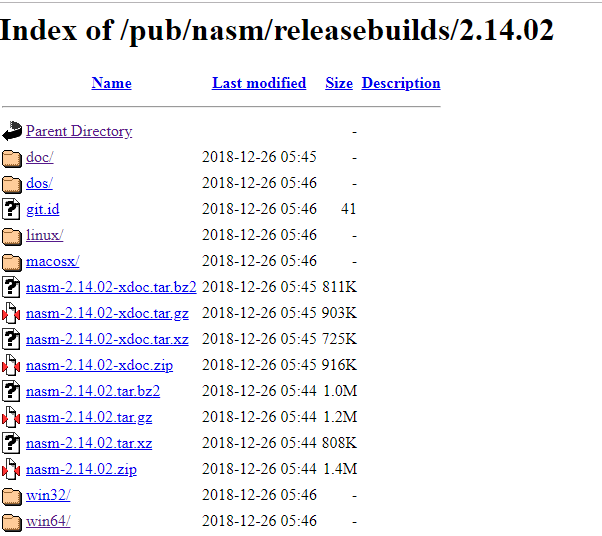 Index of /pub/nasm/releasebuilds/2.14.02
Name Last modified Size Description
Parent Directory -
doc/ 2018-12-26 05:45 -
dos/ 2018-12-26 05:46 -
git.id 2018-12-26 05:46 41
linux/ 2018-12-26 05:46 -
macosx/ 2018-12-26 05:46 -
nasm-2.14.02-xdoc.tar.bz2 2018-12-26 05:45 811K
nasm-2.14.02-xdoc.tar.gz 2018-12-26 05:45 903K
nasm-2.14.02-xdoc.tar.xz 2018-12-26 05:45 725K
nasm-2.14.02-xdoc.zip 2018-12-26 05:45 916K
nasm-2.14.02.tar.bz2 2018-12-26 05:44 1.0M
nasm-2.14.02.tar.gz 2018-12-26 05:44 1.2M
nasm-2.14.02.tar.xz 2018-12-26 05:44 808K
nasm-2.14.02.zip 2018-12-26 05:44 1.4M
win32/ 2018-12-26 05:46 -
win64/ 2018-12-26 05:46 -